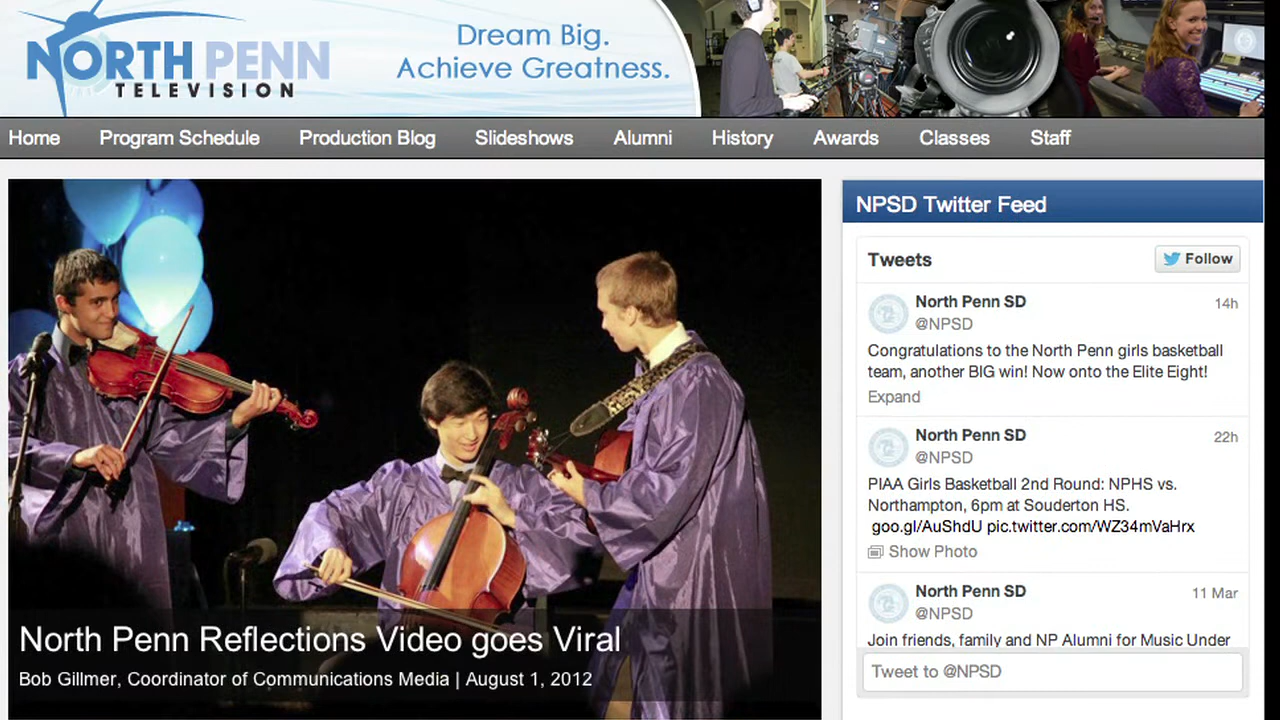 NORTH PENN
TELEVISION
Dream Big.
Achieve Greatness.
Home Program Schedule Production Blog Slideshows Alumni History Awards Classes Staff
North Penn Reflections Video goes Viral
Bob Gillmer, Coordinator of Communications Media | August 1, 2012
NPSD Twitter Feed
Tweets Follow
North Penn SD 14h
@NPSD
Congratulations to the North Penn girls basketball
team, another BIG win! Now onto the Elite Eight!
Expand
North Penn SD 22h
@NPSD
PIAA Girls Basketball 2nd Round: NPHS vs.
Northampton, 6pm at Souderton HS.
goo.gl/AuShdU pic.twitter.com/WZ34mVaHrx
Show Photo
North Penn SD 11 Mar
@NPSD
Join friends, family and NP Alumni for Music Under
Tweet to @NPSD